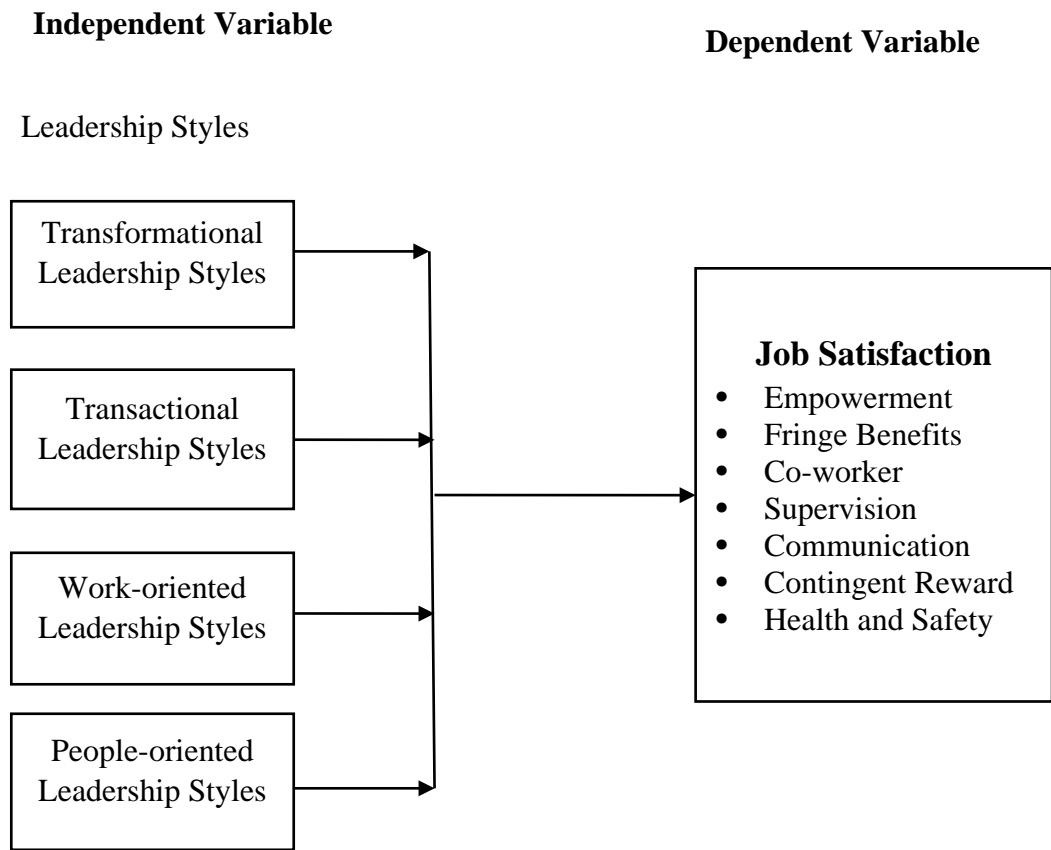 Independent Variable
Dependent Variable
Leadership Styles
Transformational
Leadership Styles
Transactional
Leadership Styles
Work-oriented
Leadership Styles
People-oriented
Leadership Styles
Job Satisfaction
• Empowerment
• Fringe Benefits
• Co-worker
• Supervision
• Communication
• Contingent Reward
• Health and Safety